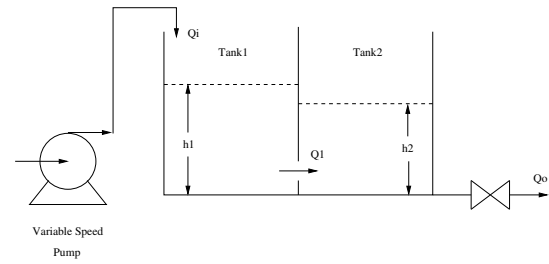 Qi
Tank1
Tank2
h1
Q1
h2
Qo
Variable Speed
Pump